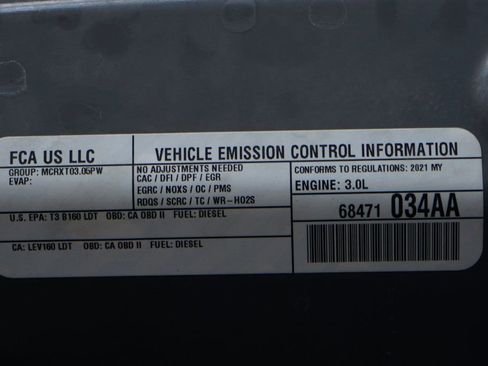 FCA US LLC
VEHICLE EMISSION CONTROL INFORMATION
GROUP: MCRXT03.05PW
EVAP:
NO ADJUSTMENTS NEEDED
CAC / DFI / DPF / EGR
EGRC / NOXS / OC / PMS
RDQS / SCRC / TC / WR-HO2S
CONFORMS TO REGULATIONS: 2021 MY
ENGINE: 3.0L
U.S. EPA: T3 B160 LDT OBD: CA OBD II FUEL: DIESEL
CA: LEV160 LDT OBD: CA OBD II FUEL: DIESEL
68471 034AA